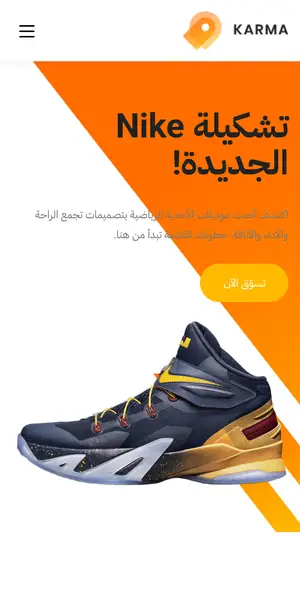 KARMA
تشكيلة Nike
الجديدة!
اكتشف أحدث موديلات الأحذية الرياضية بتصميمات تجمع الراحة
والأداء والأناقة. خطوتك القادمة تبدأ من هنا.
تسوّق الآن